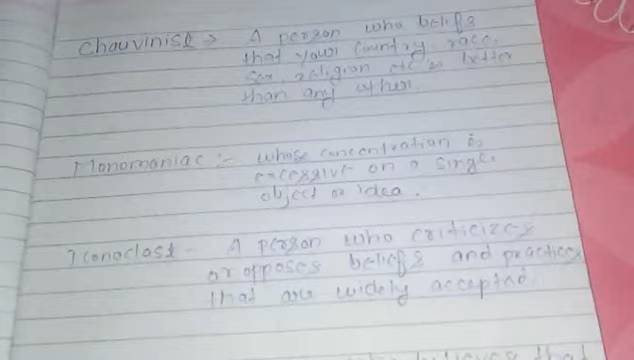 Chauvinist → A person who beliefs
that your country, race,
sex, religian etc is better
than any other.
Monomaniac :- whose concentration is
excessive on a single
object or idea.
Iconoclast - A person who criticizes
or opposes beliefs and practices
that are widely accepted.
that